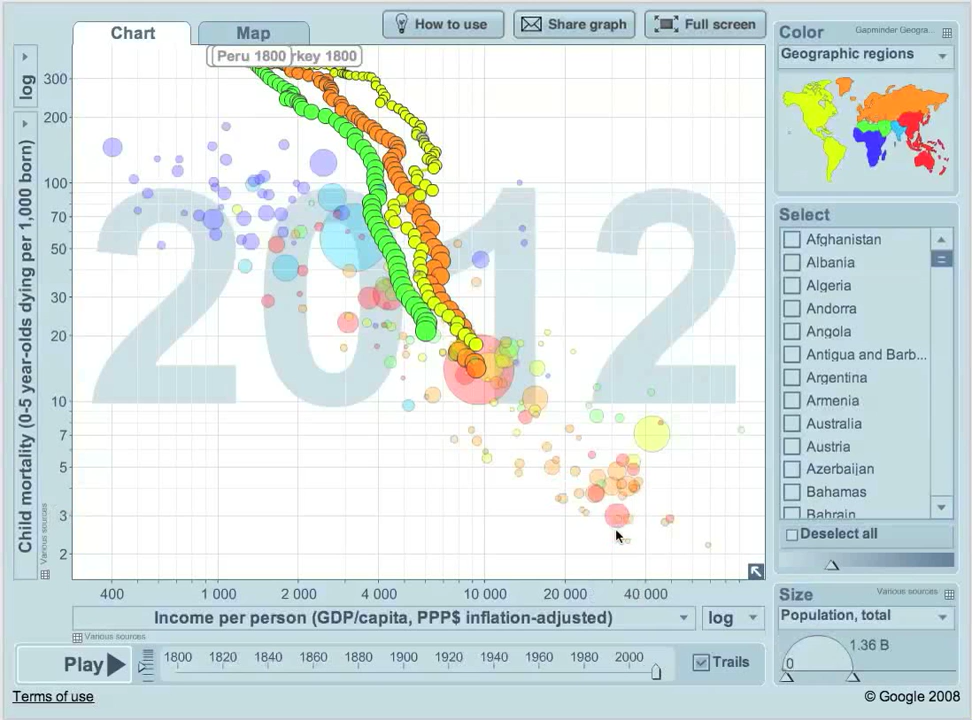 How to use
Share graph
Full screen
Chart
Map
Peru 1800
rkey 1800
log
Child mortality (0-5 year-olds dying per 1,000 born)
Various sources
300
200
100
70
50
30
20
10
7
5
3
2
2012
400
1 000
2 000
4 000
10 000
20 000
40 000
Income per person (GDP/capita, PPP$ inflation-adjusted)
log
Various sources
Play
1800 1820 1840 1860 1880 1900 1920 1940 1960 1980 2000
Trails
Terms of use
Color
Gapminder Geogra...
Geographic regions
Select
Afghanistan
Albania
Algeria
Andorra
Angola
Antigua and Barb...
Argentina
Armenia
Australia
Austria
Azerbaijan
Bahamas
Bahrain
Deselect all
Size
Various sources
Population, total
1.36 B
0
© Google 2008